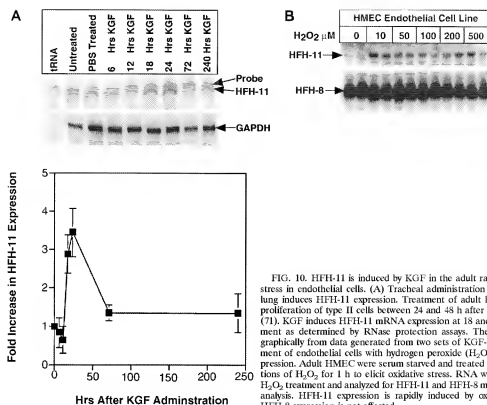 A
tRNA
Untreated
PBS Treated
6 Hrs KGF
12 Hrs KGF
18 Hrs KGF
24 Hrs KGF
72 Hrs KGF
240 Hrs KGF
Probe
HFH-11
GAPDH
B
HMEC Endothelial Cell Line
H2O2 µM 0 10 50 100 200 500
HFH-11
HFH-8
Fold Increase in HFH-11 Expression
5
4
3
2
1
0
0 50 100 150 200 250
Hrs After KGF Adminstration
FIG. 10. HFH-11 is induced by KGF in the adult ra
stress in endothelial cells. (A) Tracheal administration
lung induces HFH-11 expression. Treatment of adult
proliferation of type II cells between 24 and 48 h after
(71). KGF induces HFH-11 mRNA expression at 18 and
ment as determined by RNase protection assays. The
graphically from data generated from two sets of KGF-
ment of endothelial cells with hydrogen peroxide (H2O
pression. Adult HMEC were serum starved and treated
tions of H2O2 for 1 h to elicit oxidative stress. RNA w
H2O2 treatment and analyzed for HFH-11 and HFH-8 m
analysis. HFH-11 expression is rapidly induced by ox